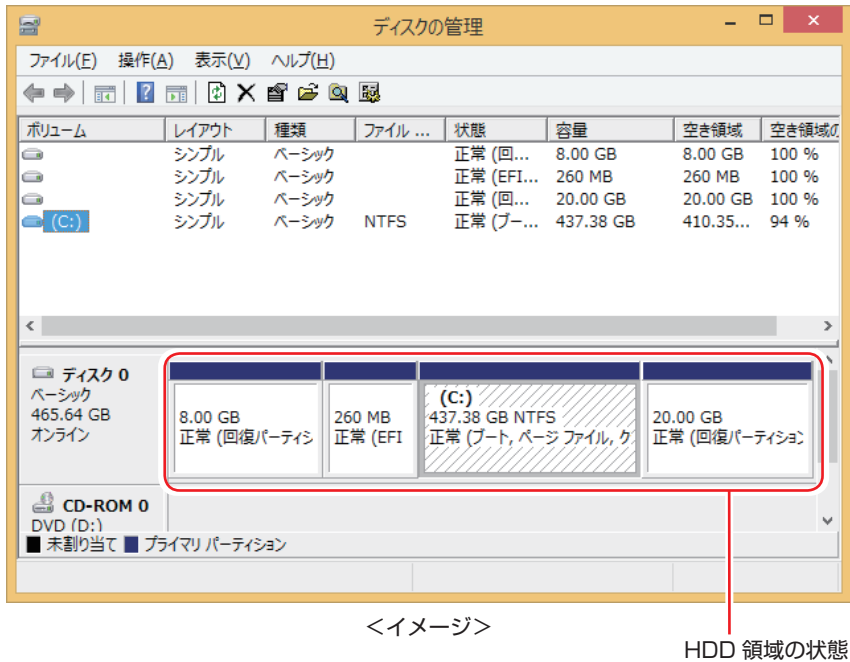 ディスクの管理
ファイル(F) 操作(A) 表示(V) ヘルプ(H)
ボリューム レイアウト 種類 ファイル ... 状態 容量 空き領域 空き領域の
シンプル ベーシック 正常 (回... 8.00 GB 8.00 GB 100 %
シンプル ベーシック 正常 (EFI... 260 MB 260 MB 100 %
シンプル ベーシック 正常 (回... 20.00 GB 20.00 GB 100 %
(C:) シンプル ベーシック NTFS 正常 (ブー... 437.38 GB 410.35... 94 %
ディスク 0
ベーシック
465.64 GB
オンライン
8.00 GB
正常 (回復パーティシ
260 MB
正常 (EFI
(C:)
437.38 GB NTFS
正常 (ブート, ページ ファイル, ク
20.00 GB
正常 (回復パーティション
CD-ROM 0
DVD (D:)
未割り当て プライマリ パーティション
<イメージ>
HDD 領域の状態